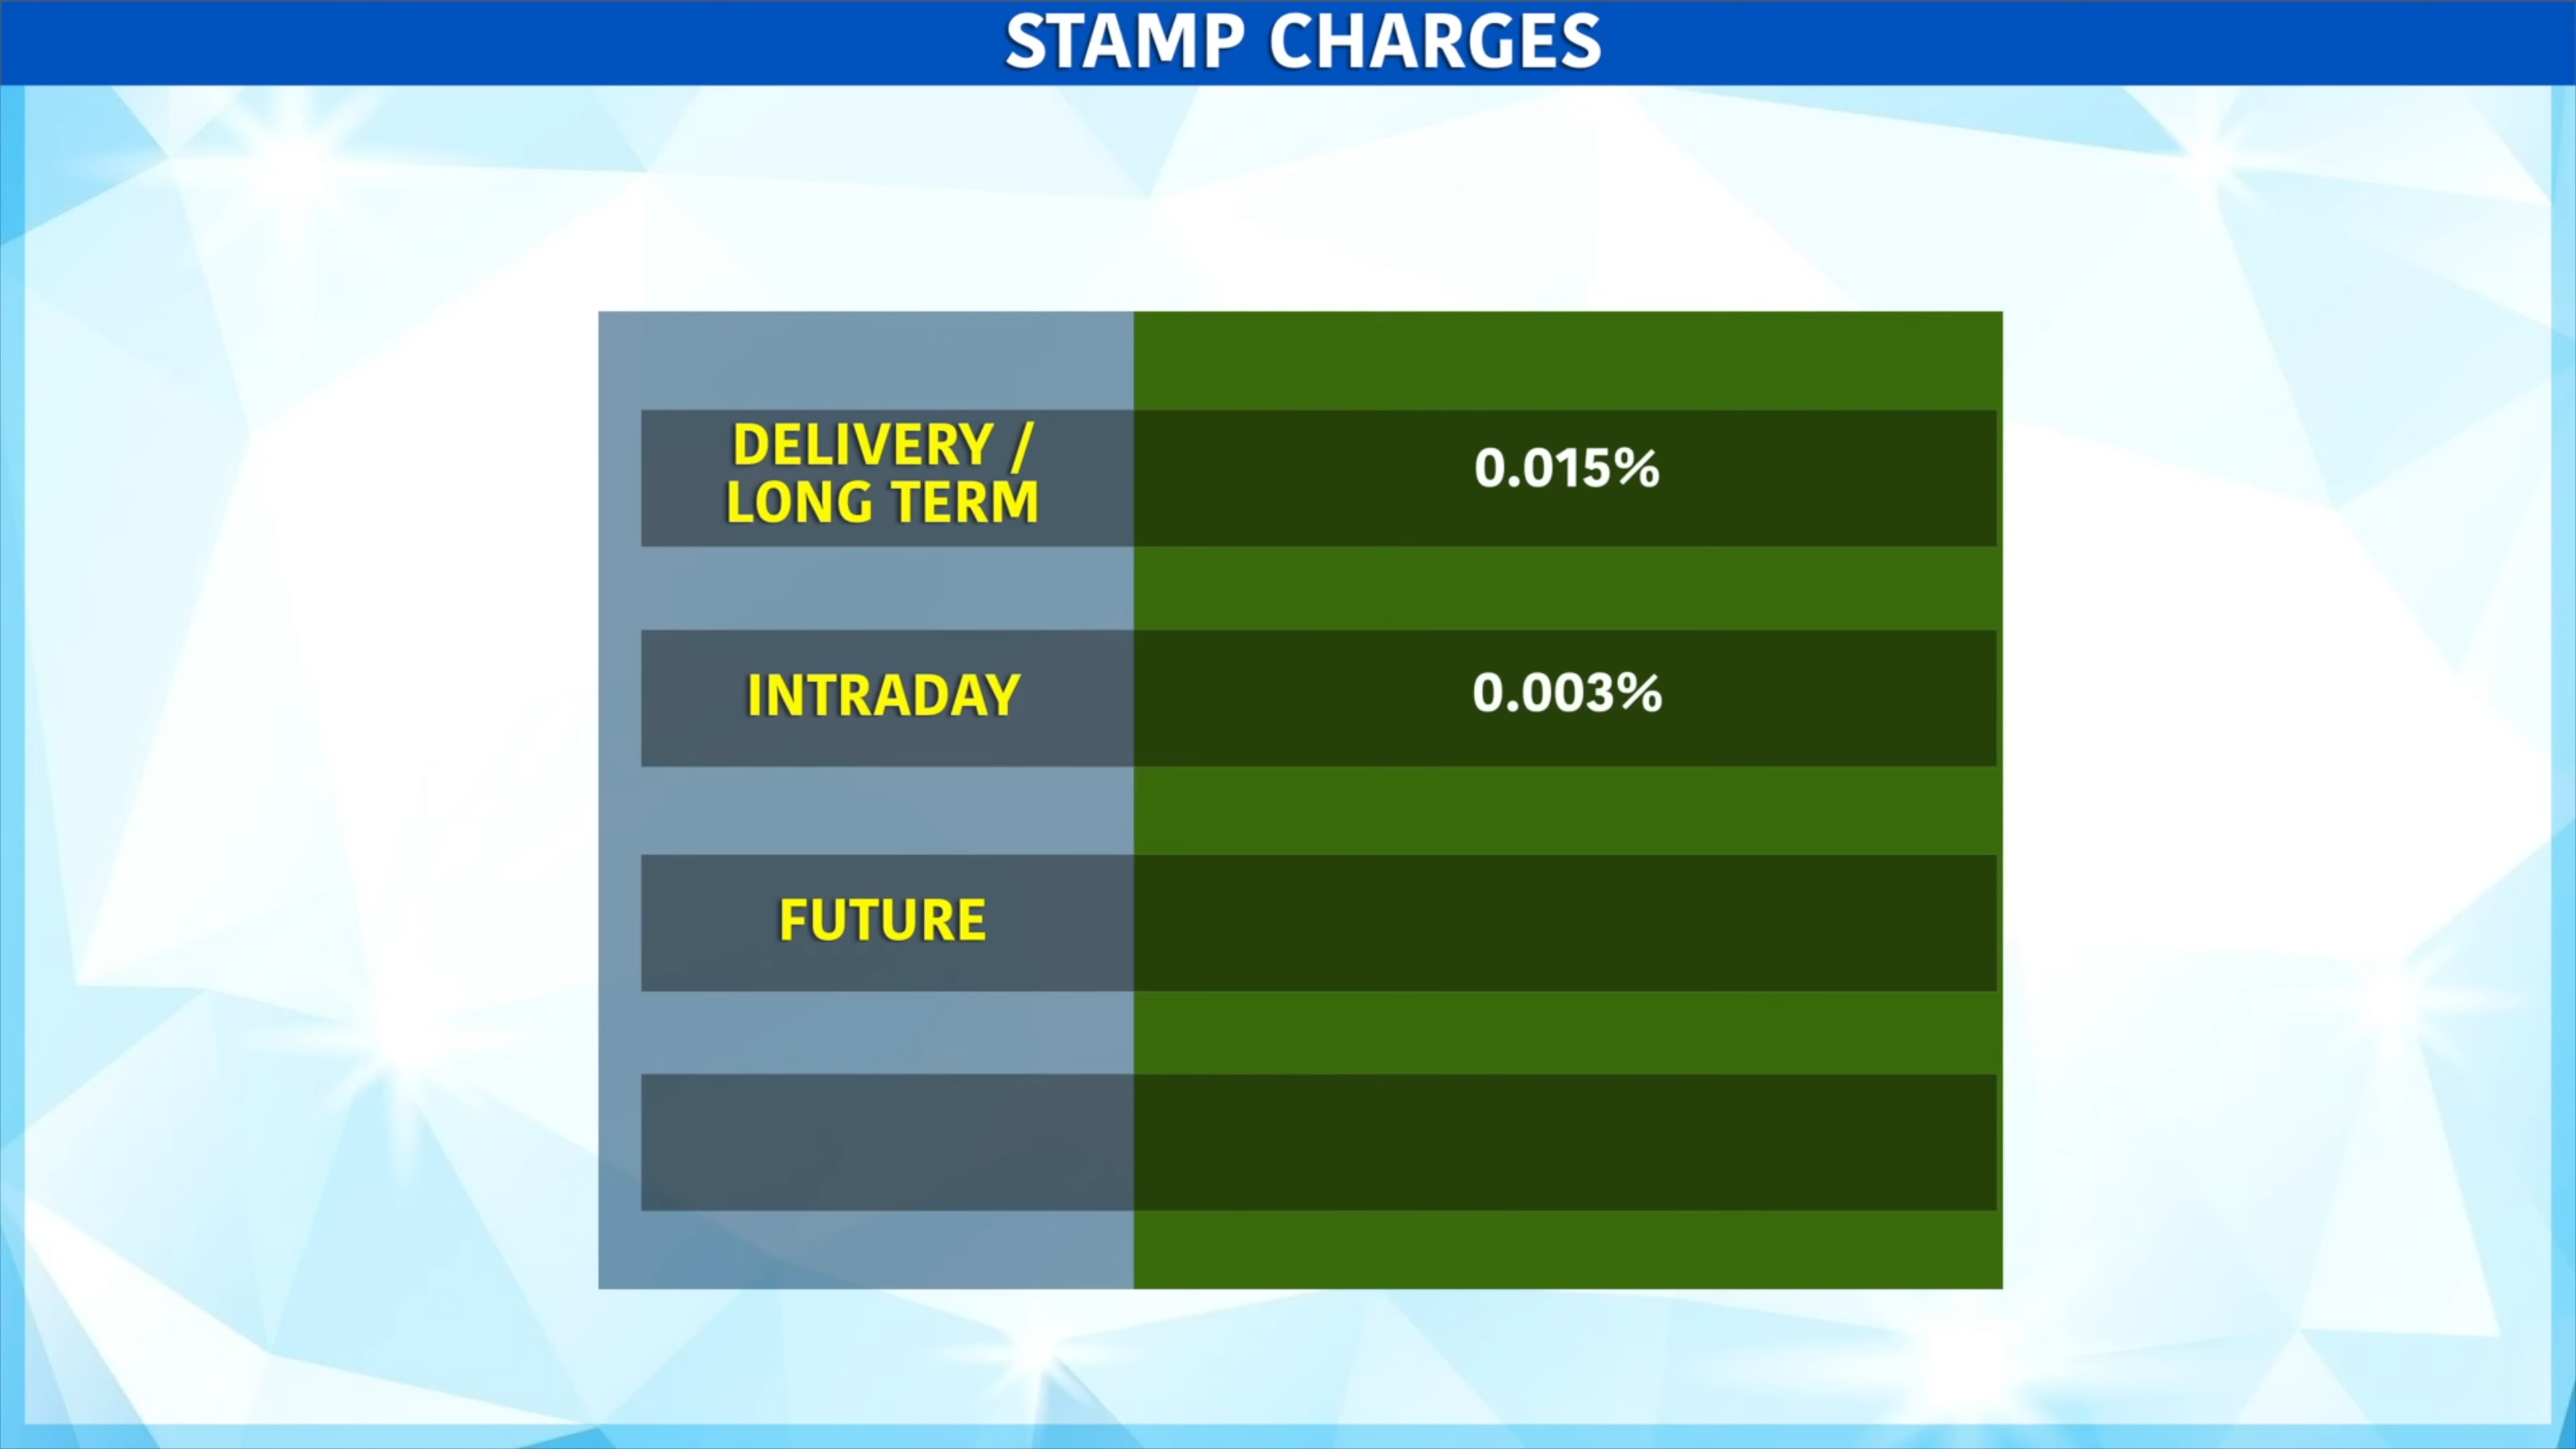 STAMP CHARGES
DELIVERY /
LONG TERM
0.015%
INTRADAY
0.003%
FUTURE